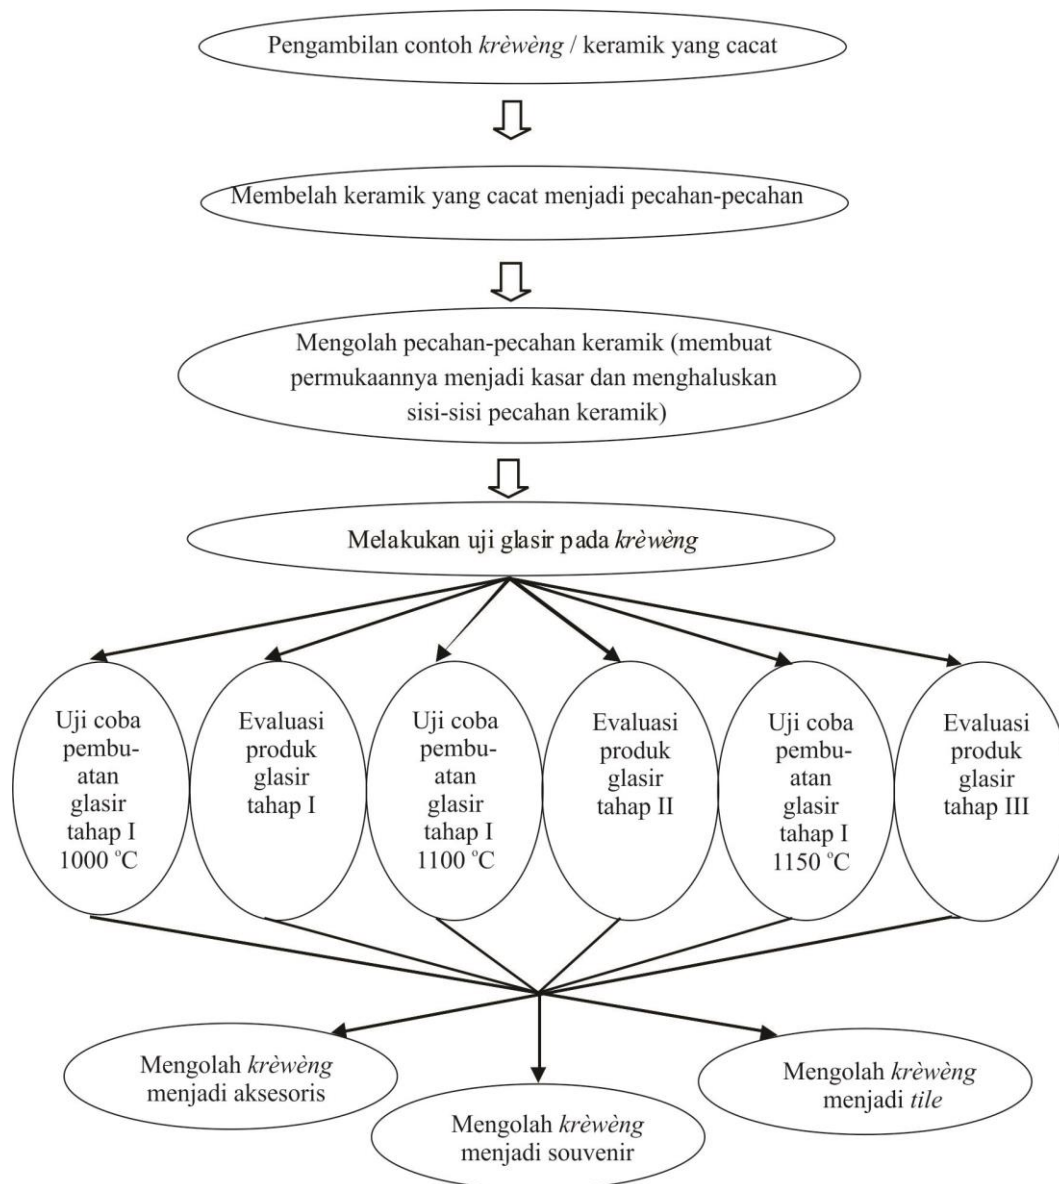 Pengambilan contoh krèwèng / keramik yang cacat
Membelah keramik yang cacat menjadi pecahan-pecahan
Mengolah pecahan-pecahan keramik (membuat
permukaannya menjadi kasar dan menghaluskan
sisi-sisi pecahan keramik)
Melakukan uji glasir pada krèwèng
Uji coba
pembu-
atan
glasir
tahap I
1000 °C
Evaluasi
produk
glasir
tahap I
Uji coba
pembu-
atan
glasir
tahap I
1100 °C
Evaluasi
produk
glasir
tahap II
Uji coba
pembu-
atan
glasir
tahap I
1150 °C
Evaluasi
produk
glasir
tahap III
Mengolah krèwèng
menjadi aksesoris
Mengolah krèwèng
menjadi souvenir
Mengolah krèwèng
menjadi tile